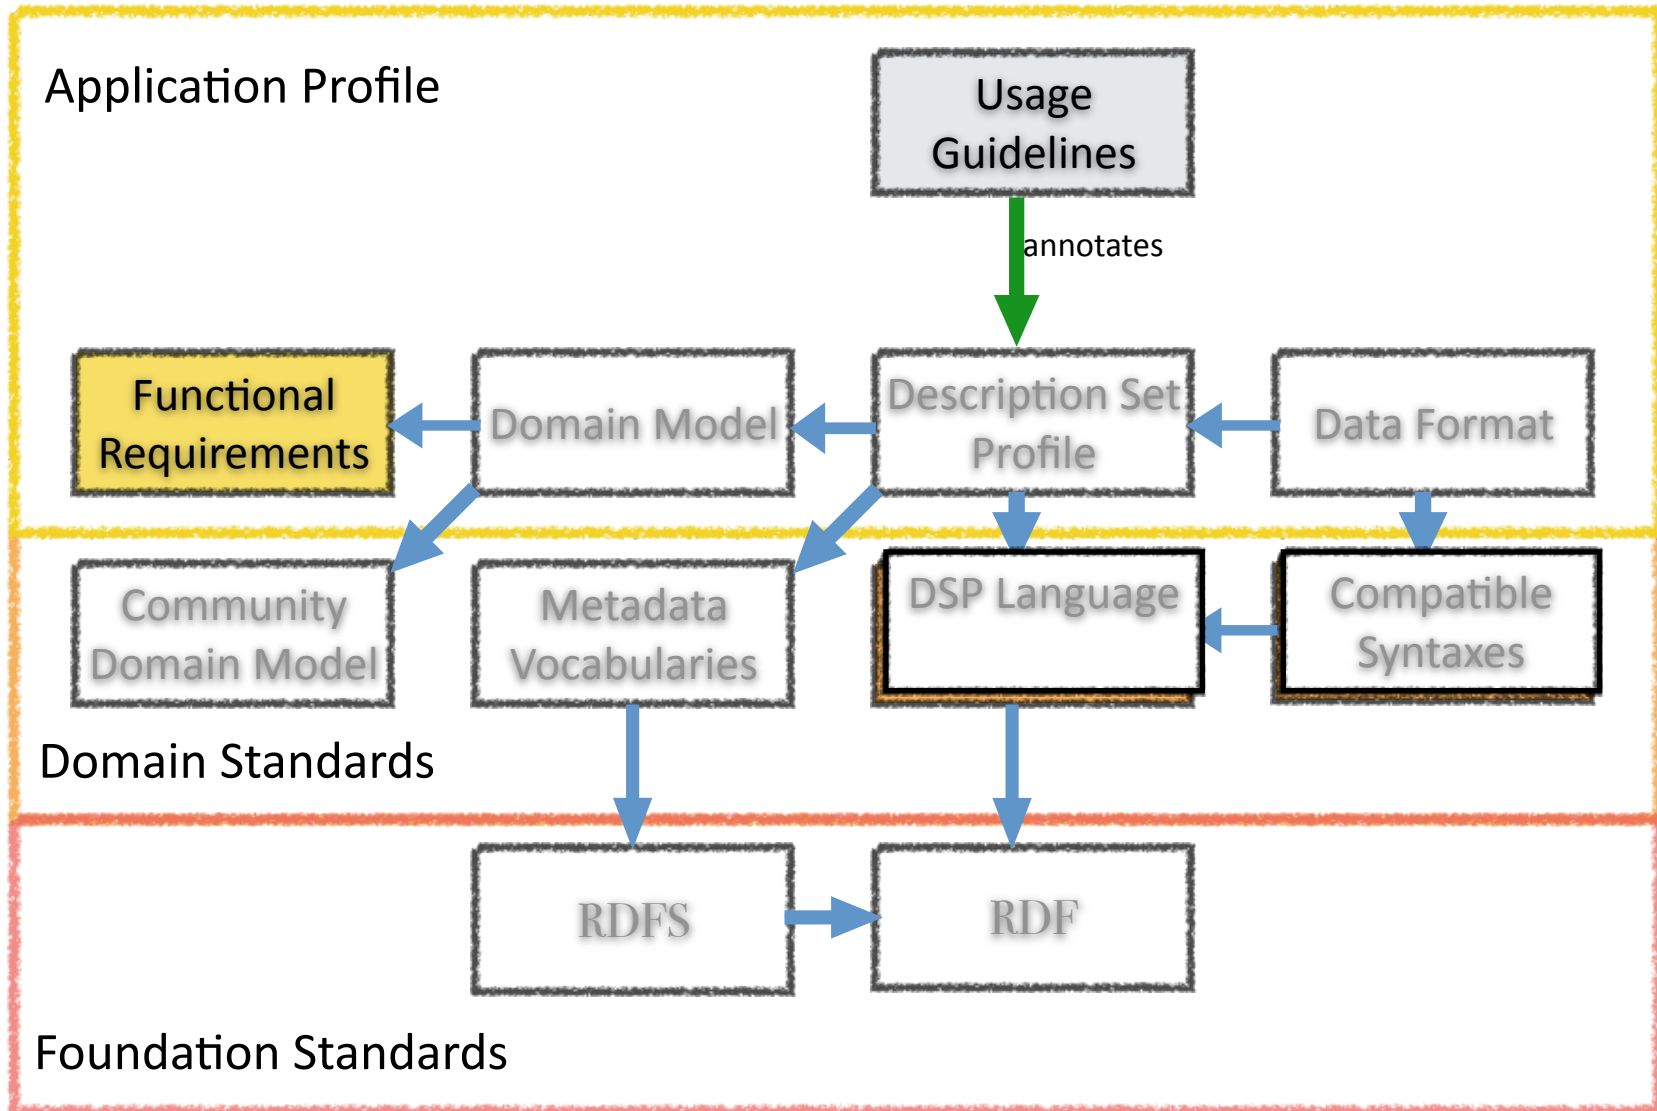 Application Profile
Usage
Guidelines
annotates
Functional
Requirements
Domain Model
Description Set
Profile
Data Format
Community
Domain Model
Metadata
Vocabularies
DSP Language
Compatible
Syntaxes
Domain Standards
RDFS
RDF
Foundation Standards